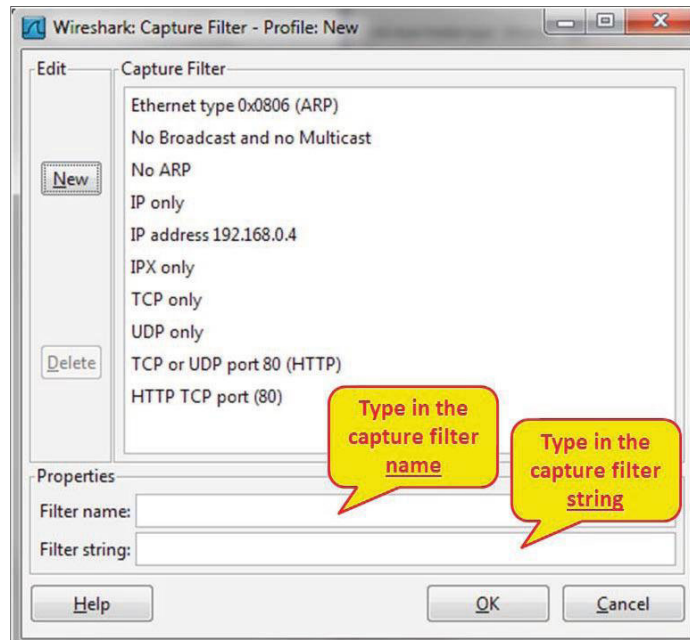 Wireshark: Capture Filter - Profile: New
Edit
Capture Filter
Ethernet type 0x0806 (ARP)
No Broadcast and no Multicast
New
No ARP
IP only
IP address 192.168.0.4
IPX only
TCP only
UDP only
Delete
TCP or UDP port 80 (HTTP)
HTTP TCP port (80)
Type in the
capture filter
name
Type in the
capture filter
string
Properties
Filter name:
Filter string:
Help
OK
Cancel